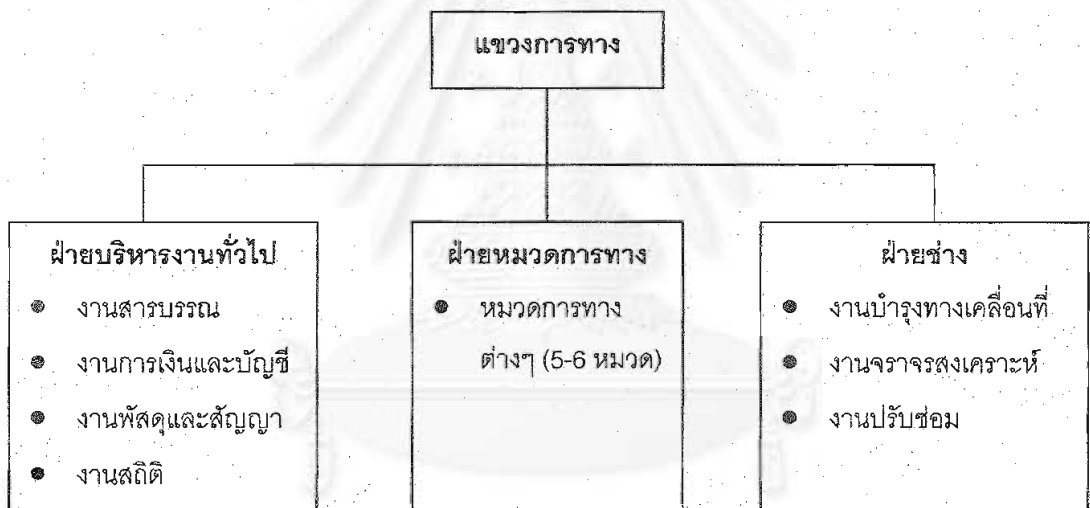 แขวงการทาง
ฝ่ายบริหารงานทั่วไป
งานสารบรรณ
งานการเงินและบัญชี
งานพัสดุและสัญญา
งานสถิติ
ฝ่ายหมวดการทาง
หมวดการทาง
ต่างๆ (5-6 หมวด)
ฝ่ายช่าง
งานบำรุงทางเคลื่อนที่
งานจราจรสงเคราะห์
งานปรับซ่อม